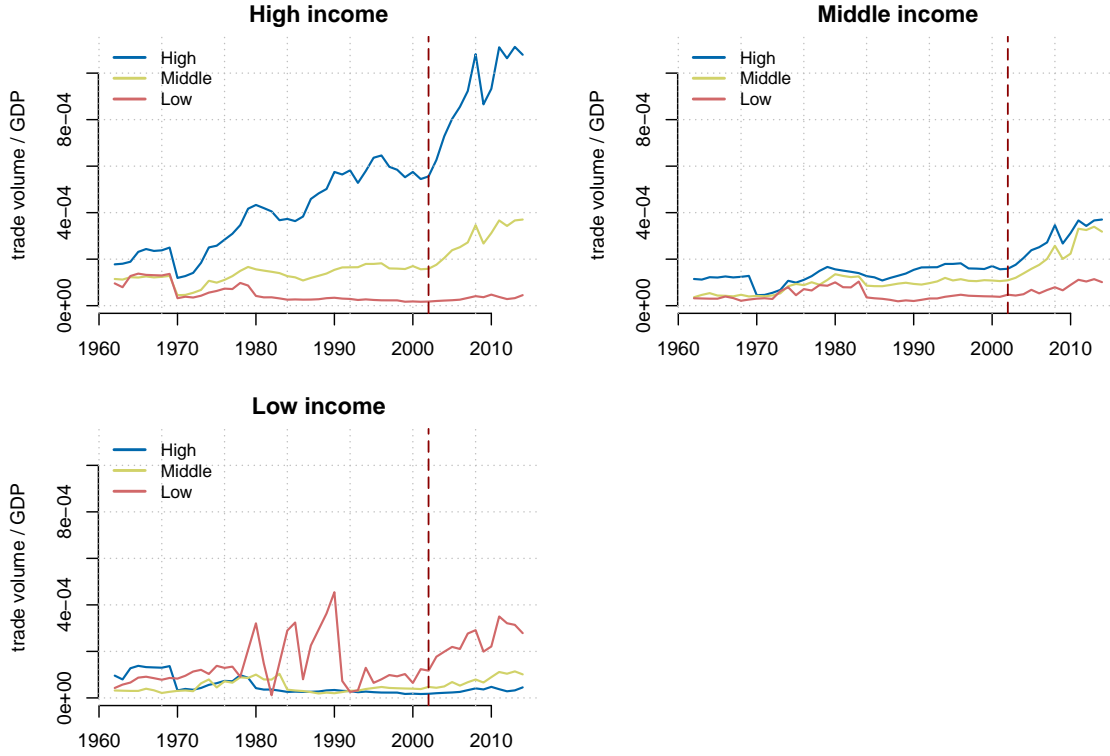 High income
High
Middle
Low
trade volume / GDP
0e+00
4e−04
8e−04
1960 1970 1980 1990 2000 2010
Middle income
High
Middle
Low
trade volume / GDP
0e+00
4e−04
8e−04
1960 1970 1980 1990 2000 2010
Low income
High
Middle
Low
trade volume / GDP
0e+00
4e−04
8e−04
1960 1970 1980 1990 2000 2010